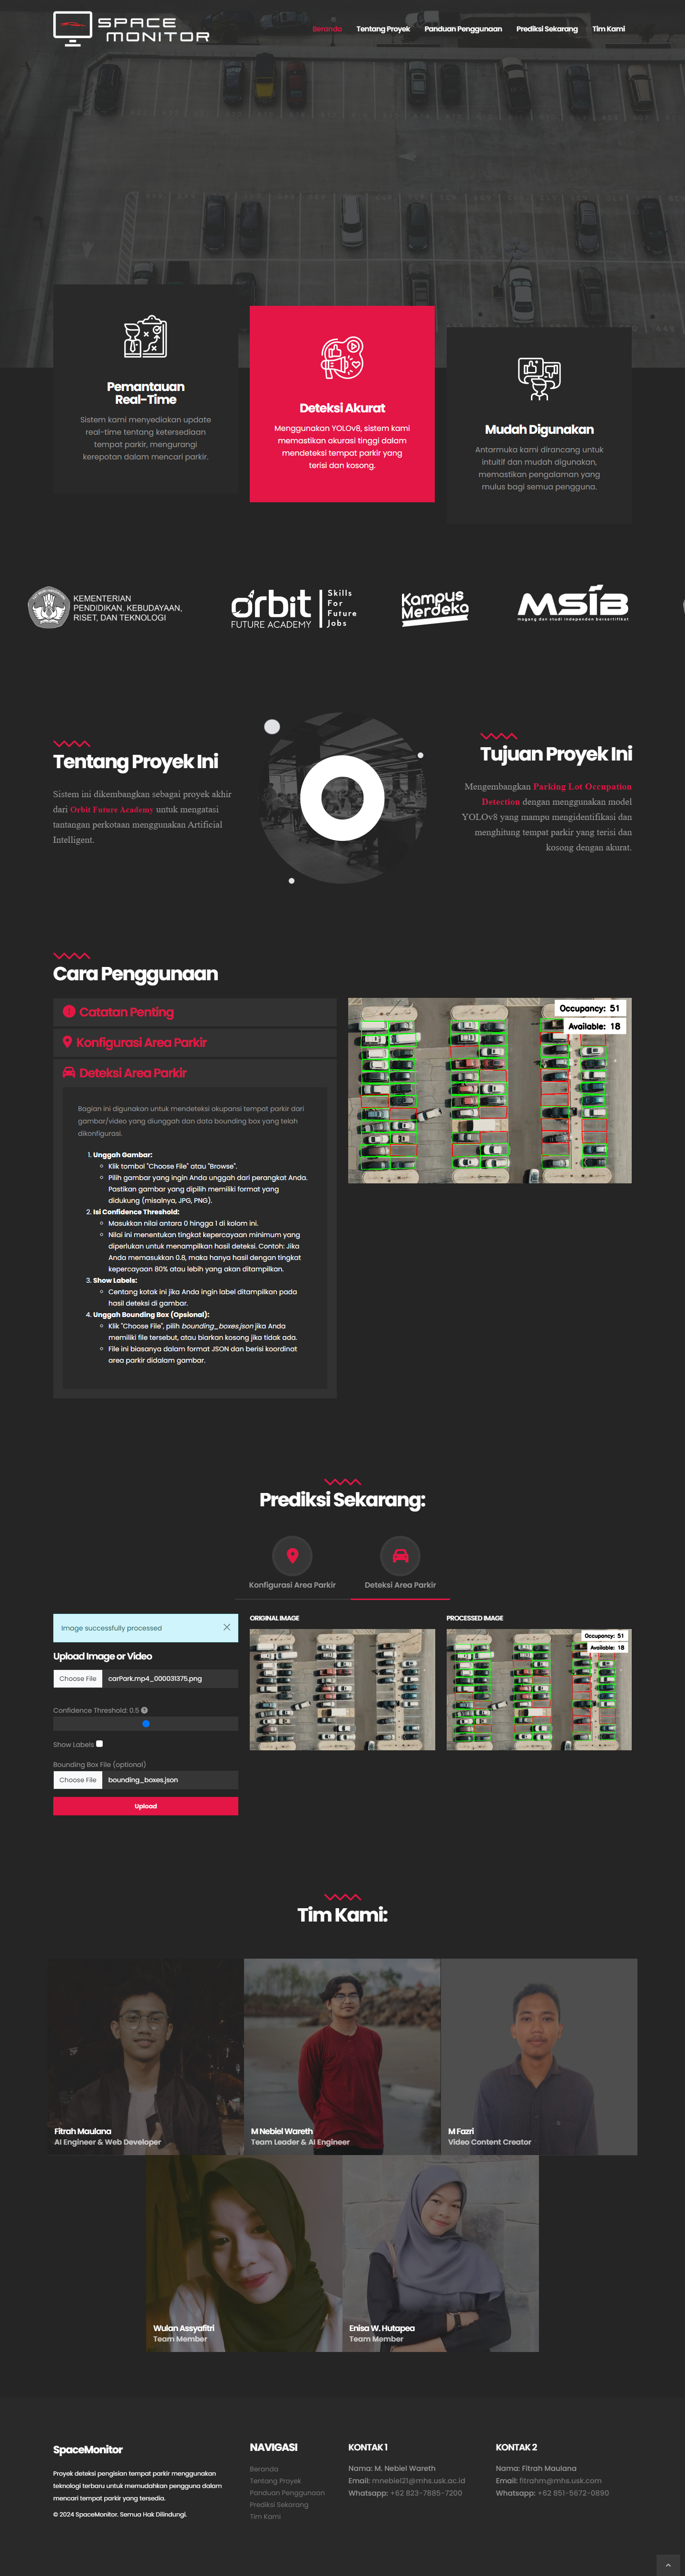 SPACE
MONITOR
Beranda
Tentang Proyek
Panduan Penggunaan
Prediksi Sekarang
Tim Kami
Pemantauan
Real-Time
Sistem kami menyediakan update
real-time tentang ketersediaan
tempat parkir, mengurangi
kerepotan dalam mencari parkir.
Deteksi Akurat
Menggunakan YOLOv8, sistem kami
memastikan akurasi tinggi dalam
mendeteksi tempat parkir yang
terisi dan kosong.
Mudah Digunakan
Antarmuka kami dirancang untuk
intuitif dan mudah digunakan,
memastikan pengalaman yang
mulus bagi semua pengguna.
KEMENTERIAN
PENDIDIKAN, KEBUDAYAAN,
RISET, DAN TEKNOLOGI
orbit
FUTURE ACADEMY
Skills
For
Future
Jobs
Kampus
Merdeka
MSIB
magang dan studi independen bersertifikat
Tentang Proyek Ini
Sistem ini dikembangkan sebagai proyek akhir
dari Orbit Future Academy untuk mengatasi
tantangan perkotaan menggunakan Artificial
Intelligent.
Tujuan Proyek Ini
Mengembangkan Parking Lot Occupation
Detection dengan menggunakan model
YOLOv8 yang mampu mengidentifikasi dan
menghitung tempat parkir yang terisi dan
kosong dengan akurat.
Cara Penggunaan
Catatan Penting
Konfigurasi Area Parkir
Deteksi Area Parkir
Bagian ini digunakan untuk mendeteksi okupansi tempat parkir dari
gambar/video yang diunggah dan data bounding box yang telah
dikonfigurasi.
1. Unggah Gambar:
Klik tombol "Choose File" atau "Browse".
Pilih gambar yang ingin Anda unggah dari perangkat Anda.
Pastikan gambar yang dipilih memiliki format yang
didukung (misalnya, JPG, PNG).
2. Isi Confidence Threshold:
Masukkan nilai antara 0 hingga 1 di kolom ini.
Nilai ini menentukan tingkat kepercayaan minimum yang
diperlukan untuk menampilkan hasil deteksi. Contoh: Jika
Anda memasukkan 0.8, maka hanya hasil dengan tingkat
kepercayaan 80% atau lebih yang akan ditampilkan.
3. Show Labels:
Centang kotak ini jika Anda ingin label ditampilkan pada
hasil deteksi di gambar.
4. Unggah Bounding Box (Opsional):
Klik "Choose File", pilih bounding_boxes.json jika Anda
memiliki file tersebut, atau biarkan kosong jika tidak ada.
File ini biasanya dalam format JSON dan berisi koordinat
area parkir didalam gambar.
Occupancy: 51
Available: 18
Prediksi Sekarang:
Konfigurasi Area Parkir
Deteksi Area Parkir
Image successfully processed
Upload Image or Video
Choose File carPark.mp4_000031375.png
Confidence Threshold: 0.5
Show Labels
Bounding Box File (optional)
Choose File bounding_boxes.json
Upload
ORIGINAL IMAGE
PROCESSED IMAGE
Occupancy: 51
Available: 18
Tim Kami:
Fitrah Maulana
AI Engineer & Web Developer
M Nebiel Wareth
Team Leader & AI Engineer
M Fazri
Video Content Creator
Wulan Assyafitri
Team Member
Enisa W. Hutapea
Team Member
SpaceMonitor
Proyek deteksi pengisian tempat parkir menggunakan
teknologi terbaru untuk memudahkan pengguna dalam
mencari tempat parkir yang tersedia.
© 2024 SpaceMonitor. Semua Hak Dilindungi.
NAVIGASI
Beranda
Tentang Proyek
Panduan Penggunaan
Prediksi Sekarang
Tim Kami
KONTAK 1
Nama: M. Nebiel Wareth
Email: mnebiel21@mhs.usk.ac.id
Whatsapp: +62 823-7885-7200
KONTAK 2
Nama: Fitrah Maulana
Email: fitrahm@mhs.usk.com
Whatsapp: +62 851-5672-0890